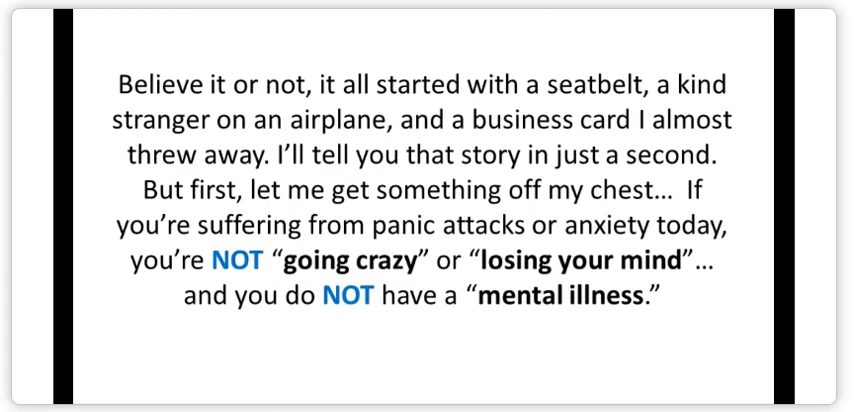 Believe it or not, it all started with a seatbelt, a kind
stranger on an airplane, and a business card I almost
threw away. I’ll tell you that story in just a second.
But first, let me get something off my chest… If
you’re suffering from panic attacks or anxiety today,
you’re NOT “going crazy” or “losing your mind”…
and you do NOT have a “mental illness.”